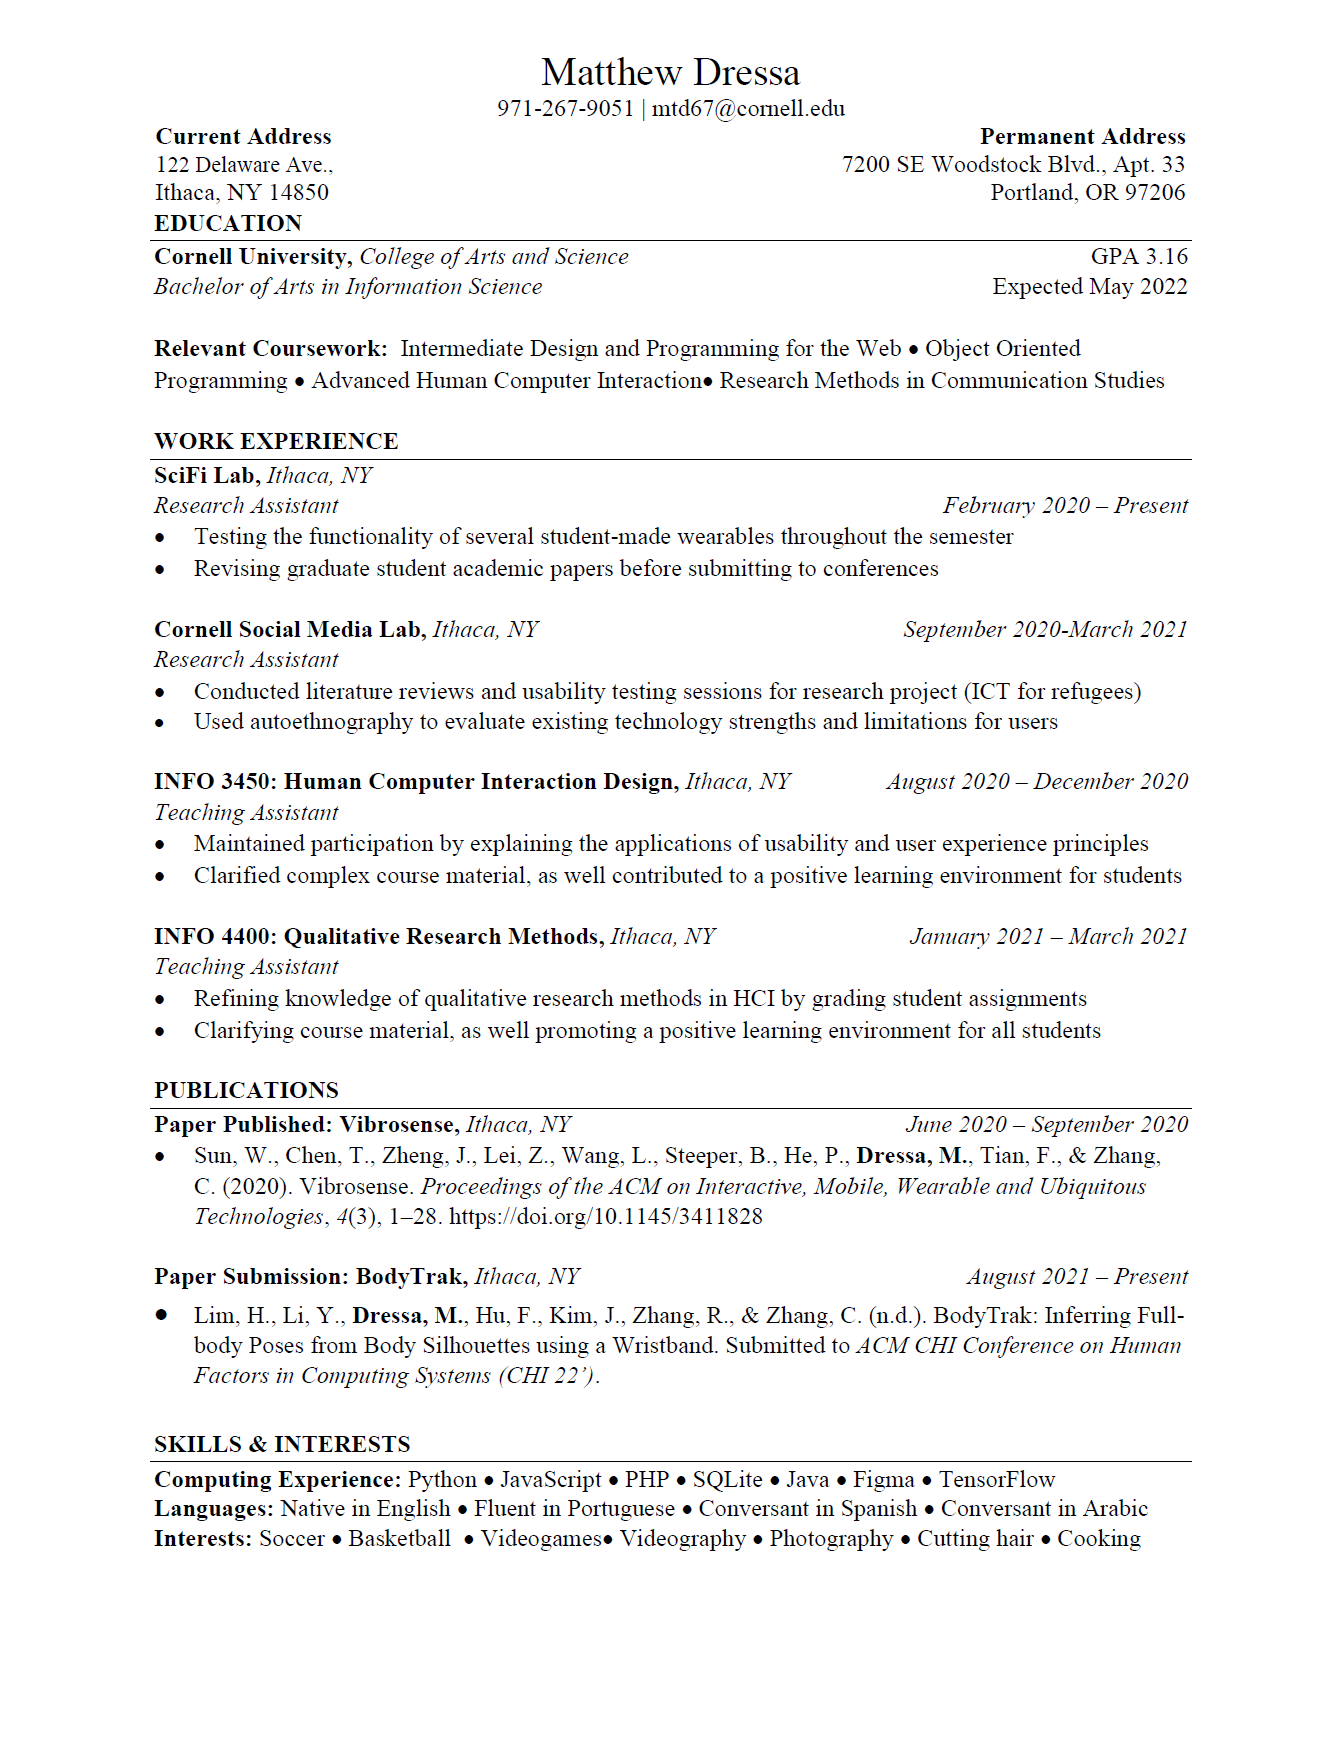 Matthew Dressa
971-267-9051 | mtd67@cornell.edu
Current Address Permanent Address
122 Delaware Ave., 7200 SE Woodstock Blvd., Apt. 33
Ithaca, NY 14850 Portland, OR 97206
EDUCATION
Cornell University, College of Arts and Science GPA 3.16
Bachelor of Arts in Information Science Expected May 2022
Relevant Coursework: Intermediate Design and Programming for the Web ● Object Oriented
Programming ● Advanced Human Computer Interaction● Research Methods in Communication Studies
WORK EXPERIENCE
SciFi Lab, Ithaca, NY
Research Assistant February 2020 – Present
● Testing the functionality of several student-made wearables throughout the semester
● Revising graduate student academic papers before submitting to conferences
Cornell Social Media Lab, Ithaca, NY September 2020-March 2021
Research Assistant
● Conducted literature reviews and usability testing sessions for research project (ICT for refugees)
● Used autoethnography to evaluate existing technology strengths and limitations for users
INFO 3450: Human Computer Interaction Design, Ithaca, NY August 2020 – December 2020
Teaching Assistant
● Maintained participation by explaining the applications of usability and user experience principles
● Clarified complex course material, as well contributed to a positive learning environment for students
INFO 4400: Qualitative Research Methods, Ithaca, NY January 2021 – March 2021
Teaching Assistant
● Refining knowledge of qualitative research methods in HCI by grading student assignments
● Clarifying course material, as well promoting a positive learning environment for all students
PUBLICATIONS
Paper Published: Vibrosense, Ithaca, NY June 2020 – September 2020
● Sun, W., Chen, T., Zheng, J., Lei, Z., Wang, L., Steeper, B., He, P., Dressa, M., Tian, F., & Zhang,
C. (2020). Vibrosense. Proceedings of the ACM on Interactive, Mobile, Wearable and Ubiquitous
Technologies, 4(3), 1–28. https://doi.org/10.1145/3411828
Paper Submission: BodyTrak, Ithaca, NY August 2021 – Present
● Lim, H., Li, Y., Dressa, M., Hu, F., Kim, J., Zhang, R., & Zhang, C. (n.d.). BodyTrak: Inferring Full-
body Poses from Body Silhouettes using a Wristband. Submitted to ACM CHI Conference on Human
Factors in Computing Systems (CHI 22’).
SKILLS & INTERESTS
Computing Experience: Python ● JavaScript ● PHP ● SQLite ● Java ● Figma ● TensorFlow
Languages: Native in English ● Fluent in Portuguese ● Conversant in Spanish ● Conversant in Arabic
Interests: Soccer ● Basketball ● Videogames● Videography ● Photography ● Cutting hair ● Cooking